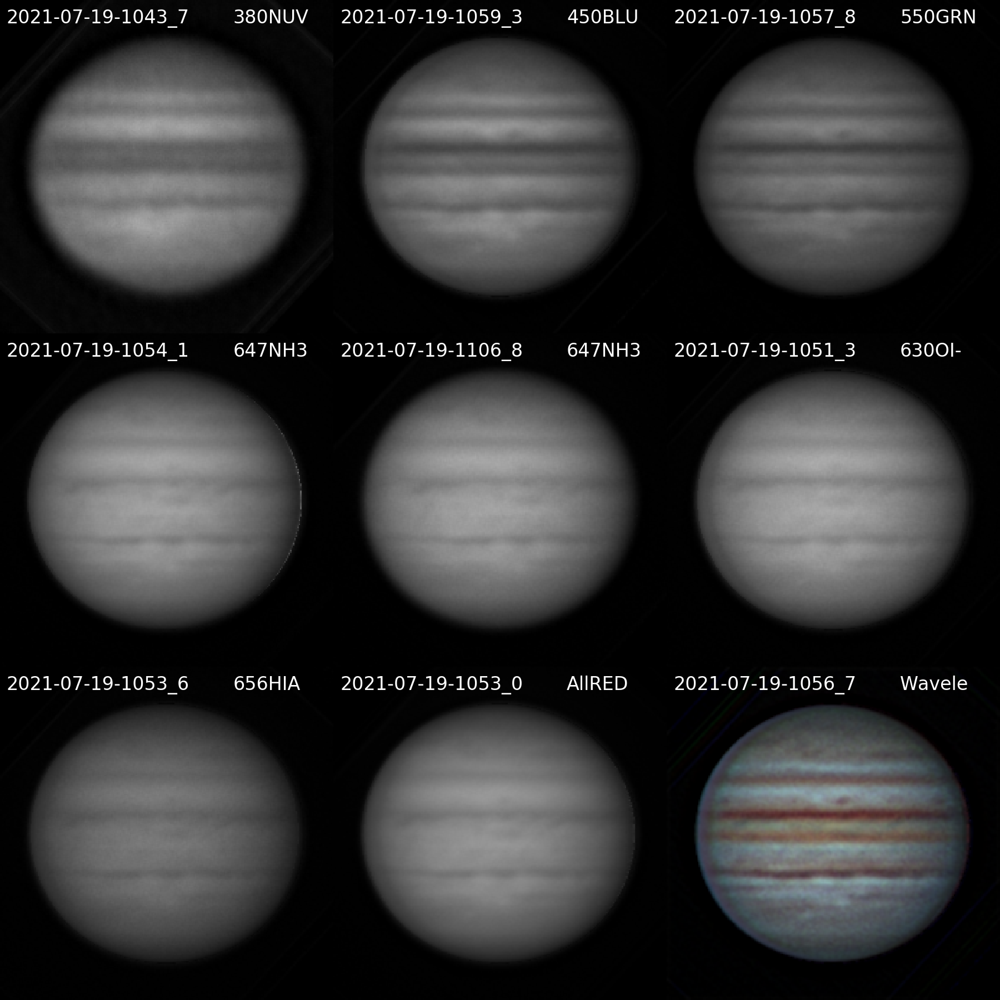 2021-07-19-1043_7 380NUV 2021-07-19-1059_3 450BLU 2021-07-19-1057_8 550GRN
2021-07-19-1054_1 647NH3 2021-07-19-1106_8 647NH3 2021-07-19-1051_3 630OI-
2021-07-19-1053_6 656HIA 2021-07-19-1053_0 AllRED 2021-07-19-1056_7 Wavele